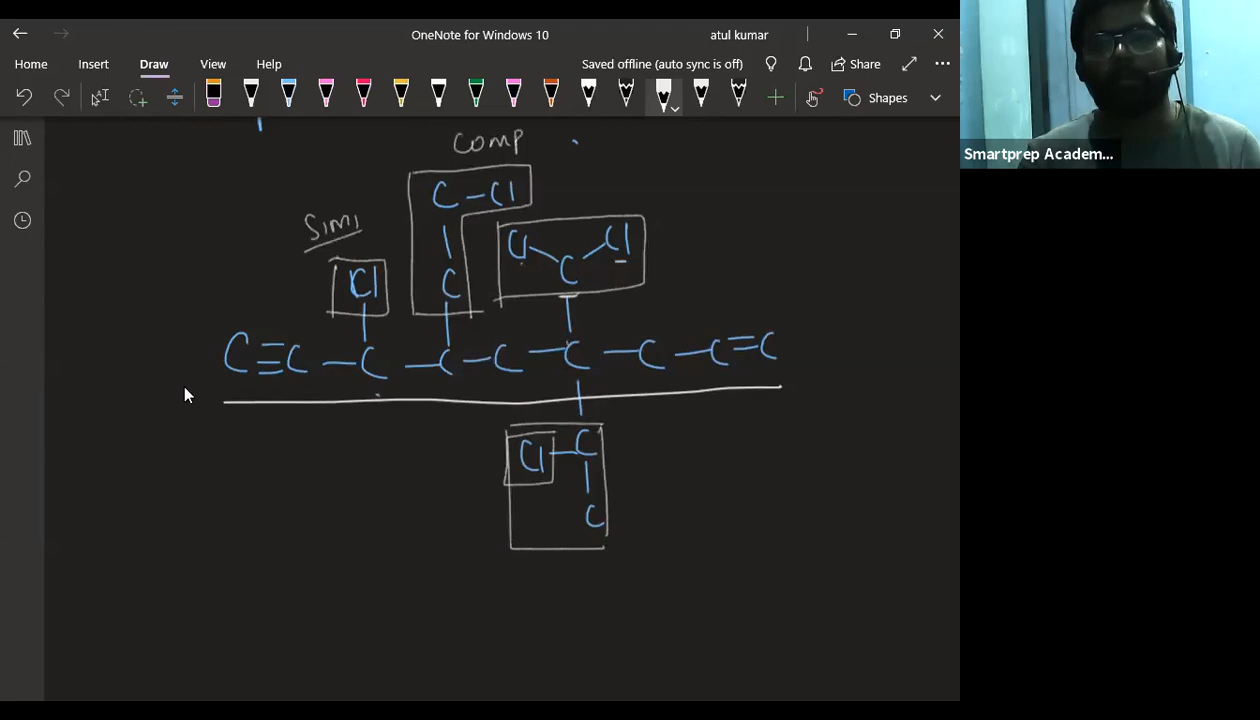 OneNote for Windows 10
atul kumar
Home
Insert
Draw
View
Help
Saved offline (auto sync is off)
Share
Shapes
Smartprep Academ...
COMP
C-Cl
SIMI
Cl
C
Cl Cl
C
C≡C-C-C-C-C-C-C=C
Cl-C
C